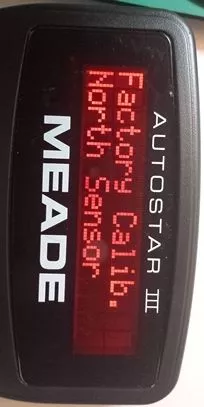 AUTOSTAR III
Factory Calib.
North Sensor
MEADE